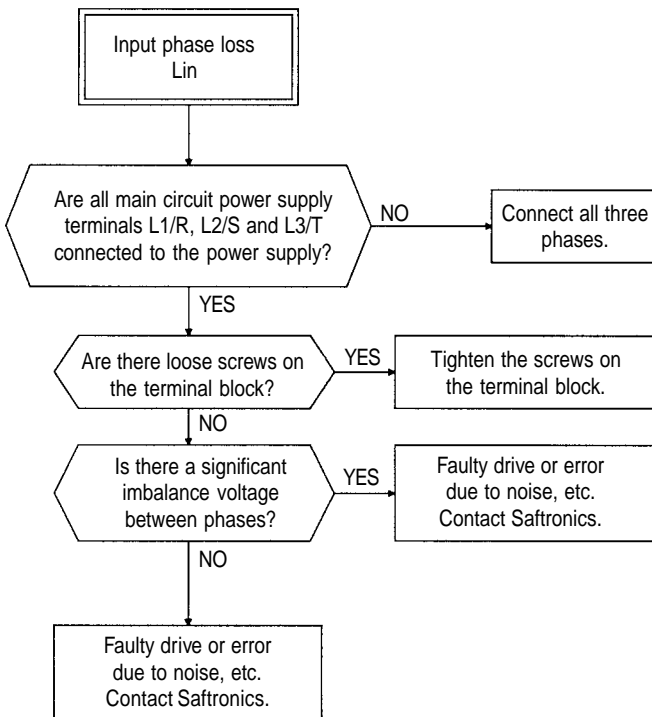 Input phase loss
Lin
Are all main circuit power supply
terminals L1/R, L2/S and L3/T
connected to the power supply?
NO
Connect all three
phases.
YES
Are there loose screws on
the terminal block?
YES
Tighten the screws on
the terminal block.
NO
Is there a significant
imbalance voltage
between phases?
YES
Faulty drive or error
due to noise, etc.
Contact Saftronics.
NO
Faulty drive or error
due to noise, etc.
Contact Saftronics.